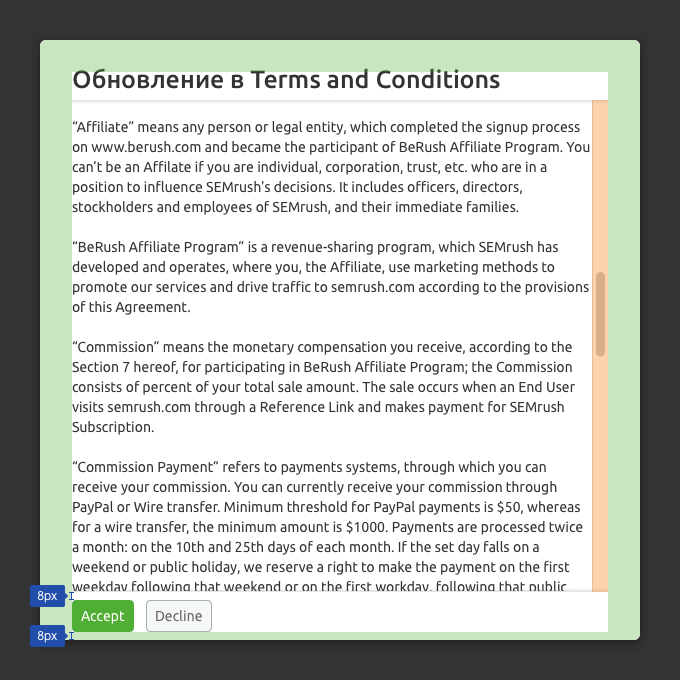 Обновление в Terms and Conditions
“Affiliate” means any person or legal entity, which completed the signup process
on www.berush.com and became the participant of BeRush Affiliate Program. You
can’t be an Affilate if you are individual, corporation, trust, etc. who are in a
position to influence SEMrush's decisions. It includes officers, directors,
stockholders and employees of SEMrush, and their immediate families.
“BeRush Affiliate Program” is a revenue-sharing program, which SEMrush has
developed and operates, where you, the Affiliate, use marketing methods to
promote our services and drive traffic to semrush.com according to the provisions
of this Agreement.
“Commission” means the monetary compensation you receive, according to the
Section 7 hereof, for participating in BeRush Affiliate Program; the Commission
consists of percent of your total sale amount. The sale occurs when an End User
visits semrush.com through a Reference Link and makes payment for SEMrush
Subscription.
“Commission Payment” refers to payments systems, through which you can
receive your commission. You can currently receive your commission through
PayPal or Wire transfer. Minimum threshold for PayPal payments is $50, whereas
for a wire transfer, the minimum amount is $1000. Payments are processed twice
a month: on the 10th and 25th days of each month. If the set day falls on a
weekend or public holiday, we reserve a right to make the payment on the first
weekday following that weekend or on the first workday, following that public
8px
Accept Decline
8px